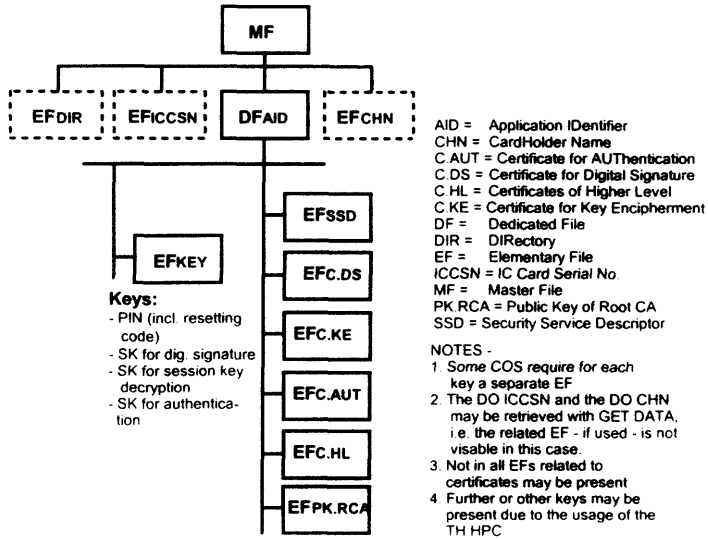 MF
EFDIR
EFICCSN
DFAID
EFCHN
EFKEY
Keys:
- PIN (incl. resetting
code)
- SK for dig. signature
- SK for session key
decryption
- SK for authentica-
tion
EFSSD
EFC.DS
EFC.KE
EFC.AUT
EFC.HL
EFPK.RCA
AID = Application IDentifier
CHN = CardHolder Name
C.AUT = Certificate for AUThentication
C.DS = Certificate for Digital Signature
C.HL = Certificates of Higher Level
C.KE = Certificate for Key Encipherment
DF = Dedicated File
DIR = DIRectory
EF = Elementary File
ICCSN = IC Card Serial No.
MF = Master File
PK.RCA = Public Key of Root CA
SSD = Security Service Descriptor
NOTES -
1. Some COS require for each
key a separate EF
2. The DO ICCSN and the DO CHN
may be retrieved with GET DATA,
i.e. the related EF - if used - is not
visable in this case.
3. Not in all EFs related to
certificates may be present
4. Further or other keys may be
present due to the usage of the
TH HPC